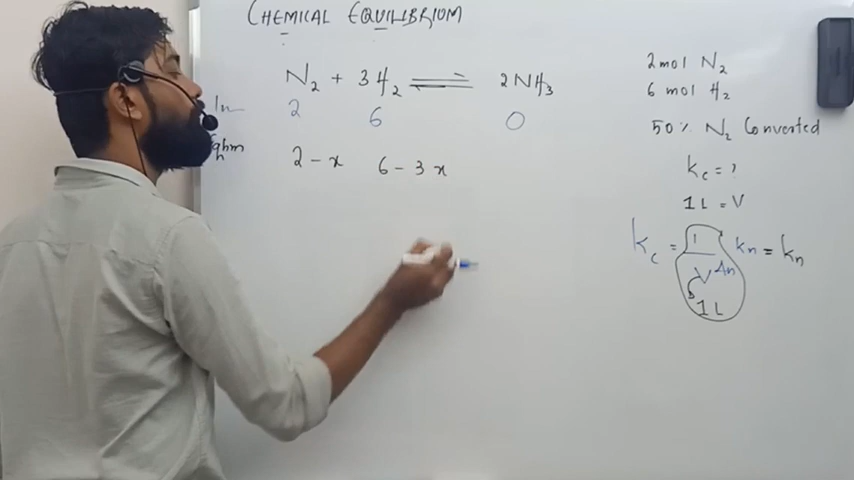 CHEMICAL EQUILIBRIUM
N₂ + 3H₂ ⇌ 2NH₃
In 2 6 0
2 - x 6 - 3x
2 mol N₂
6 mol H₂
50% N₂ Converted
kc = ?
1L = V
kc = 1/V^Δn kn = kn
1L